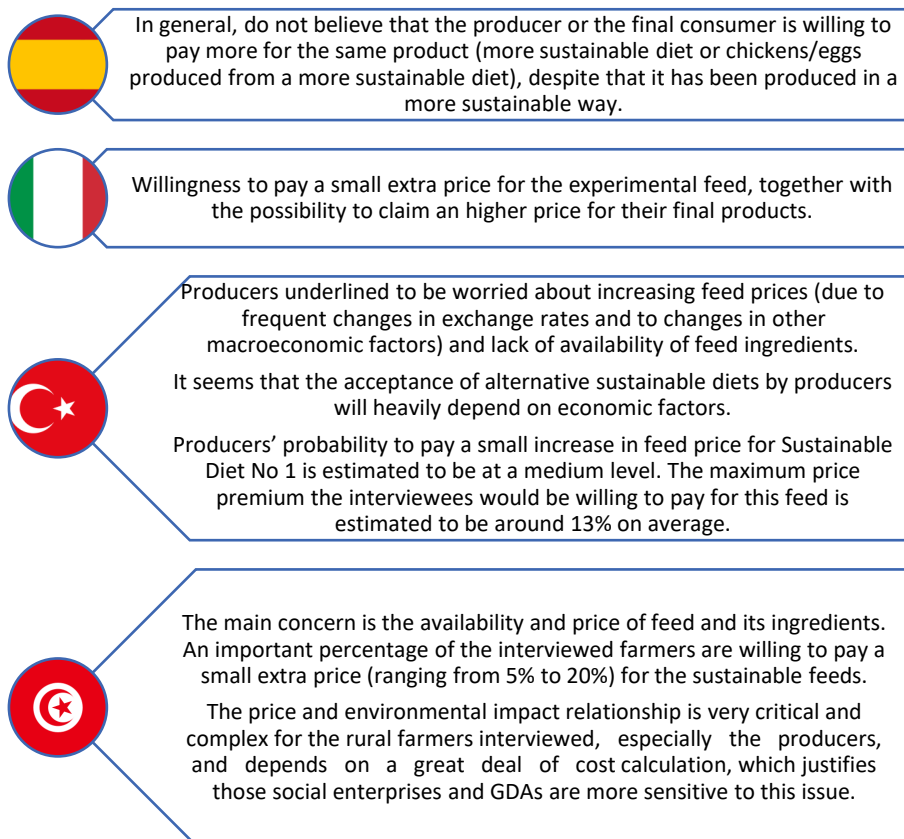 In general, do not believe that the producer or the final consumer is willing to
pay more for the same product (more sustainable diet or chickens/eggs
produced from a more sustainable diet), despite that it has been produced in a
more sustainable way.
Willingness to pay a small extra price for the experimental feed, together with
the possibility to claim an higher price for their final products.
Producers underlined to be worried about increasing feed prices (due to
frequent changes in exchange rates and to changes in other
macroeconomic factors) and lack of availability of feed ingredients.
It seems that the acceptance of alternative sustainable diets by producers
will heavily depend on economic factors.
Producers’ probability to pay a small increase in feed price for Sustainable
Diet No 1 is estimated to be at a medium level. The maximum price
premium the interviewees would be willing to pay for this feed is
estimated to be around 13% on average.
The main concern is the availability and price of feed and its ingredients.
An important percentage of the interviewed farmers are willing to pay a
small extra price (ranging from 5% to 20%) for the sustainable feeds.
The price and environmental impact relationship is very critical and
complex for the rural farmers interviewed, especially the producers,
and depends on a great deal of cost calculation, which justifies
those social enterprises and GDAs are more sensitive to this issue.